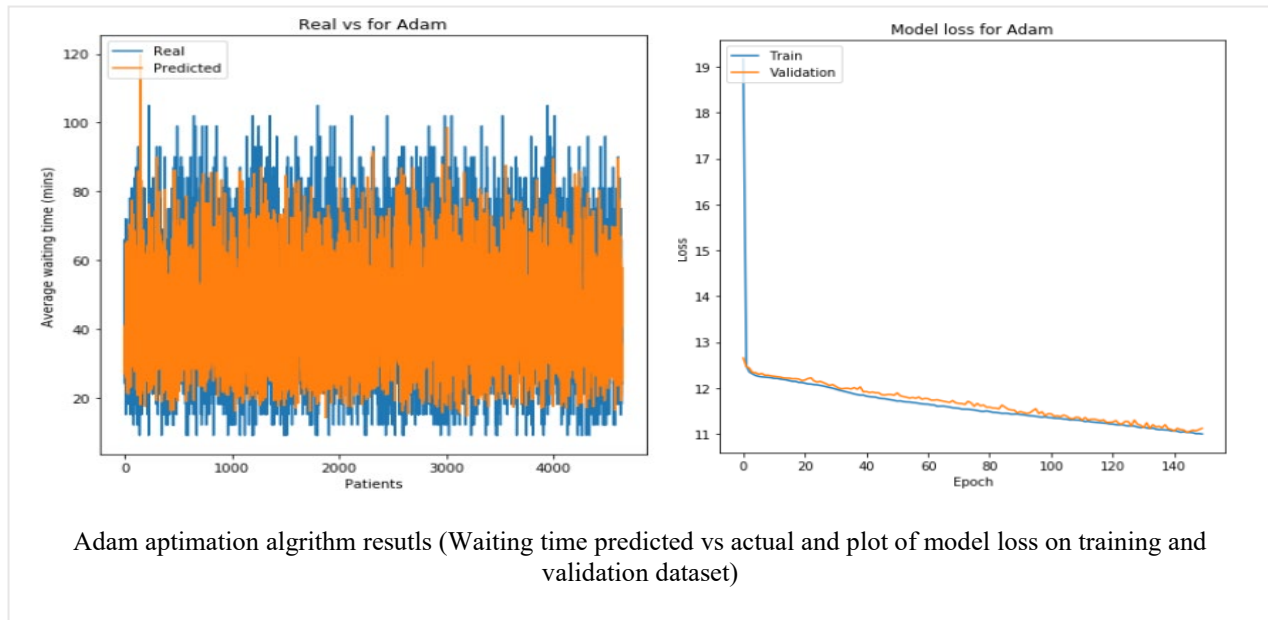 Real vs for Adam
Real
Predicted
120
100
80
60
40
20
Average waiting time (mins)
0
1000
2000
3000
4000
Patients
Model loss for Adam
Train
Validation
19
18
17
16
15
14
13
12
11
Loss
0
20
40
60
80
100
120
140
Epoch
Adam aptimation algrithm resutls (Waiting time predicted vs actual and plot of model loss on training and
validation dataset)